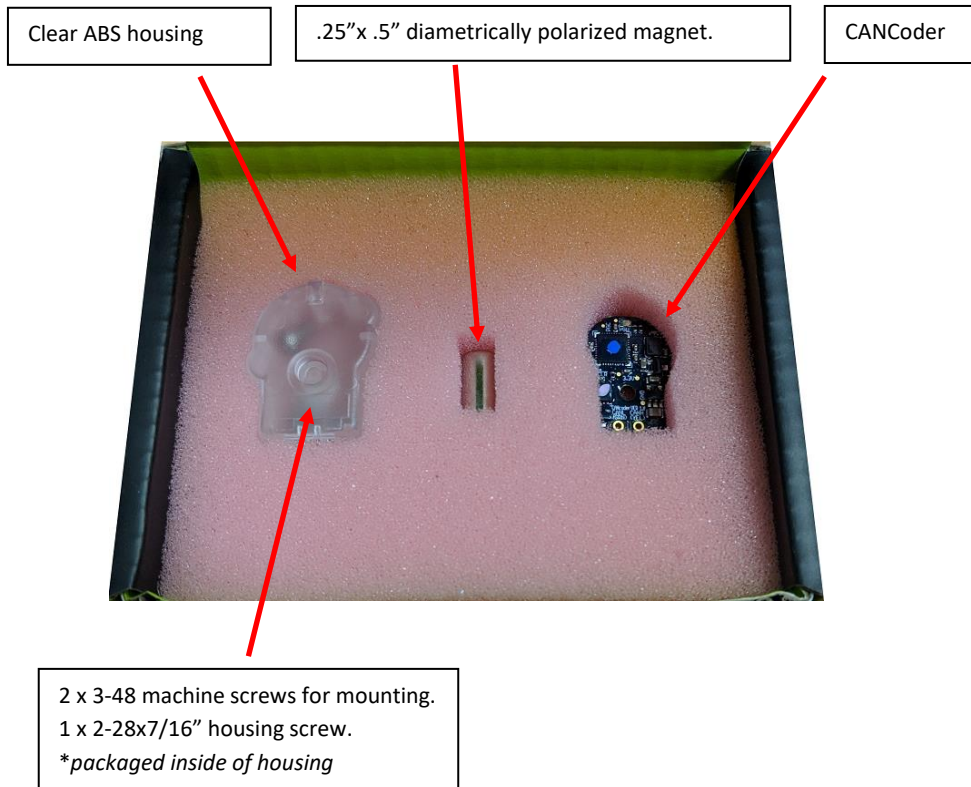 Clear ABS housing
.25”x .5” diametrically polarized magnet.
CANCoder
2 x 3-48 machine screws for mounting.
1 x 2-28x7/16” housing screw.
*packaged inside of housing